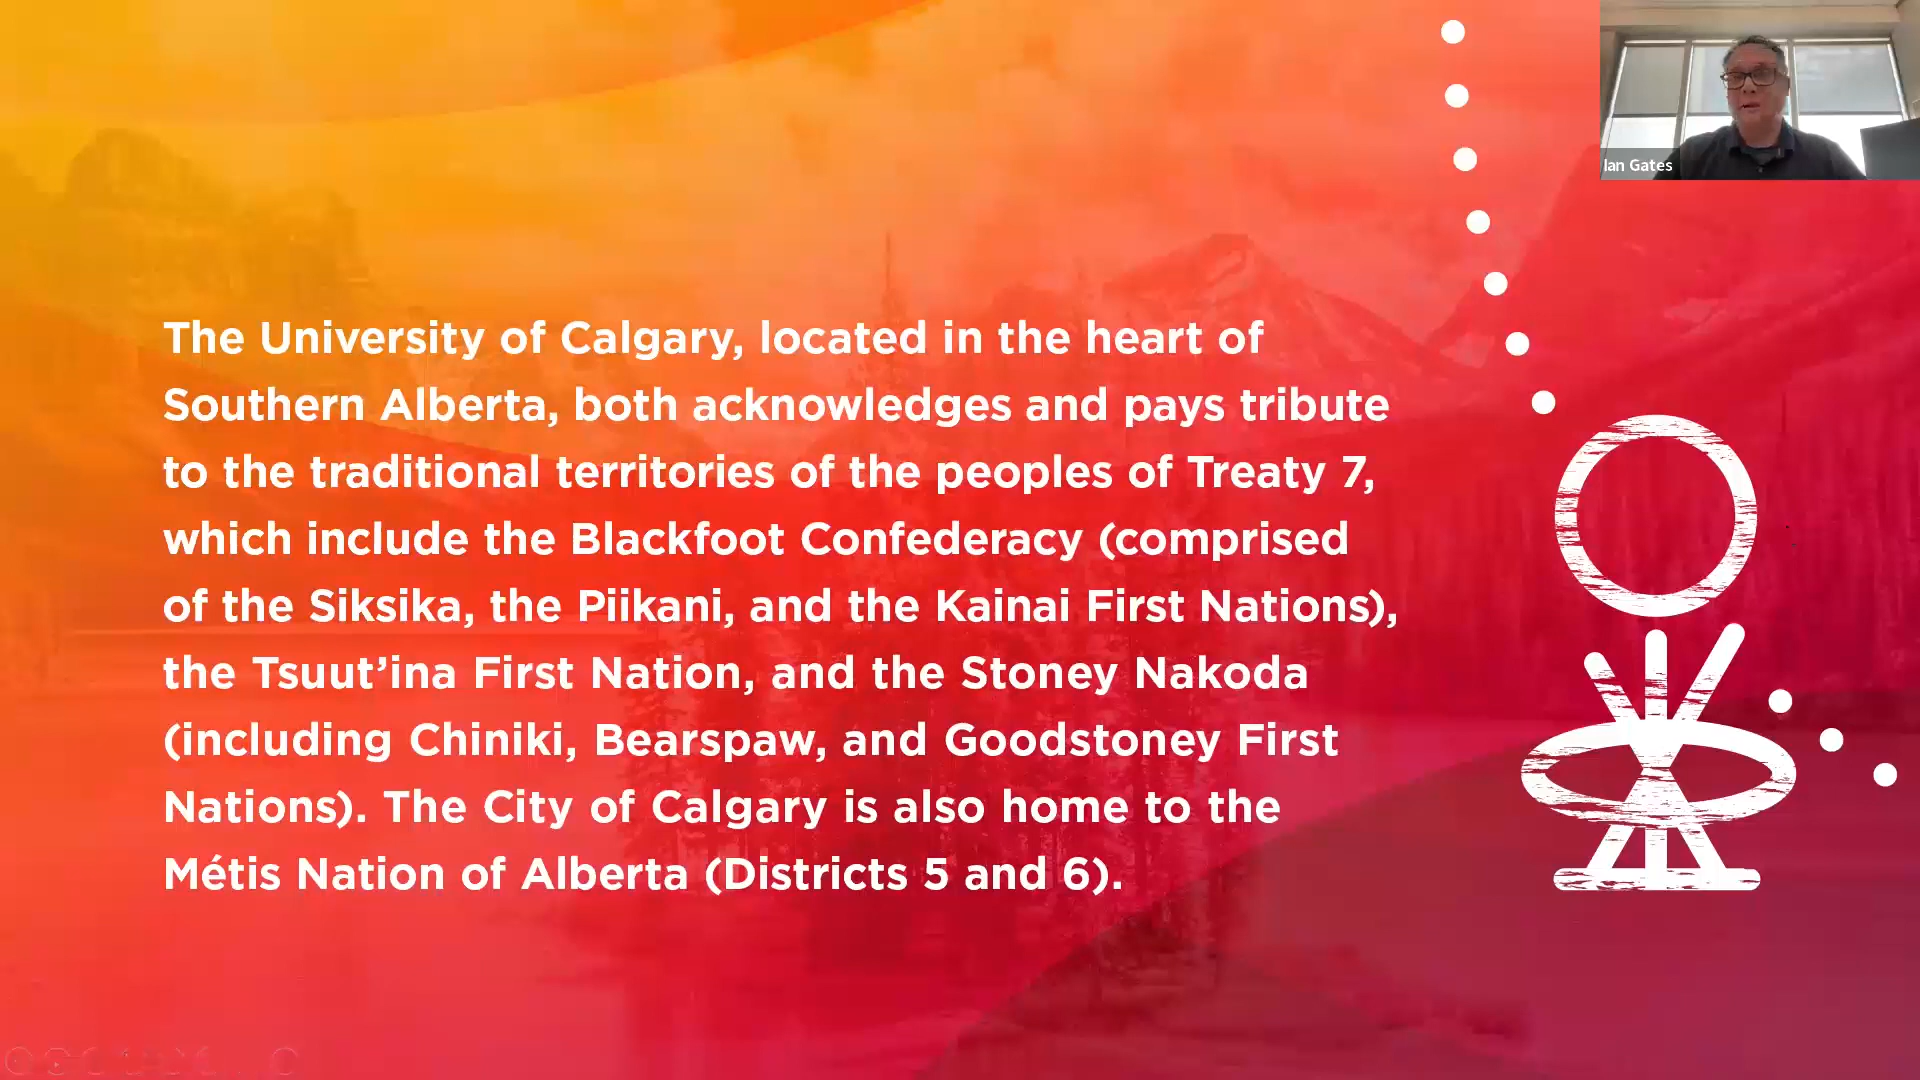 Ian Gates
The University of Calgary, located in the heart of
Southern Alberta, both acknowledges and pays tribute
to the traditional territories of the peoples of Treaty 7,
which include the Blackfoot Confederacy (comprised
of the Siksika, the Piikani, and the Kainai First Nations),
the Tsuut’ina First Nation, and the Stoney Nakoda
(including Chiniki, Bearspaw, and Goodstoney First
Nations). The City of Calgary is also home to the
Métis Nation of Alberta (Districts 5 and 6).